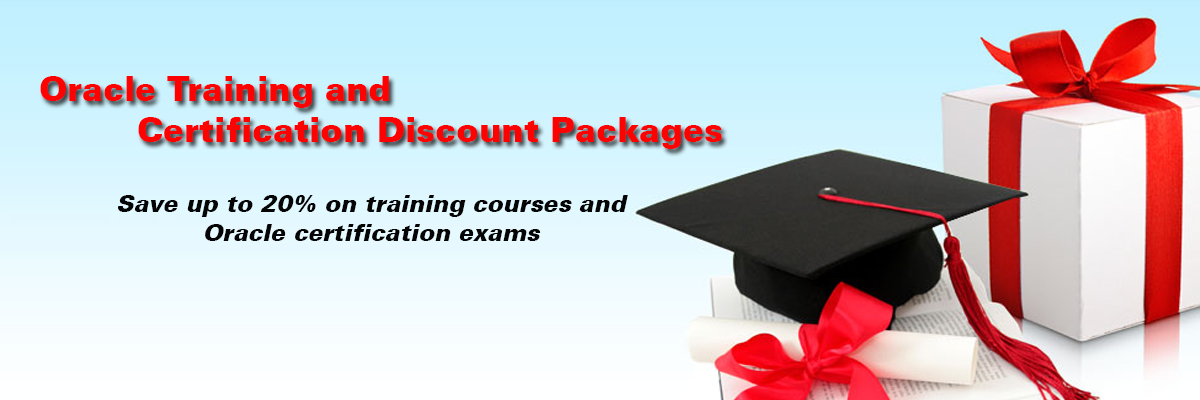 Oracle Training and
Certification Discount Packages
Save up to 20% on training courses and
Oracle certification exams